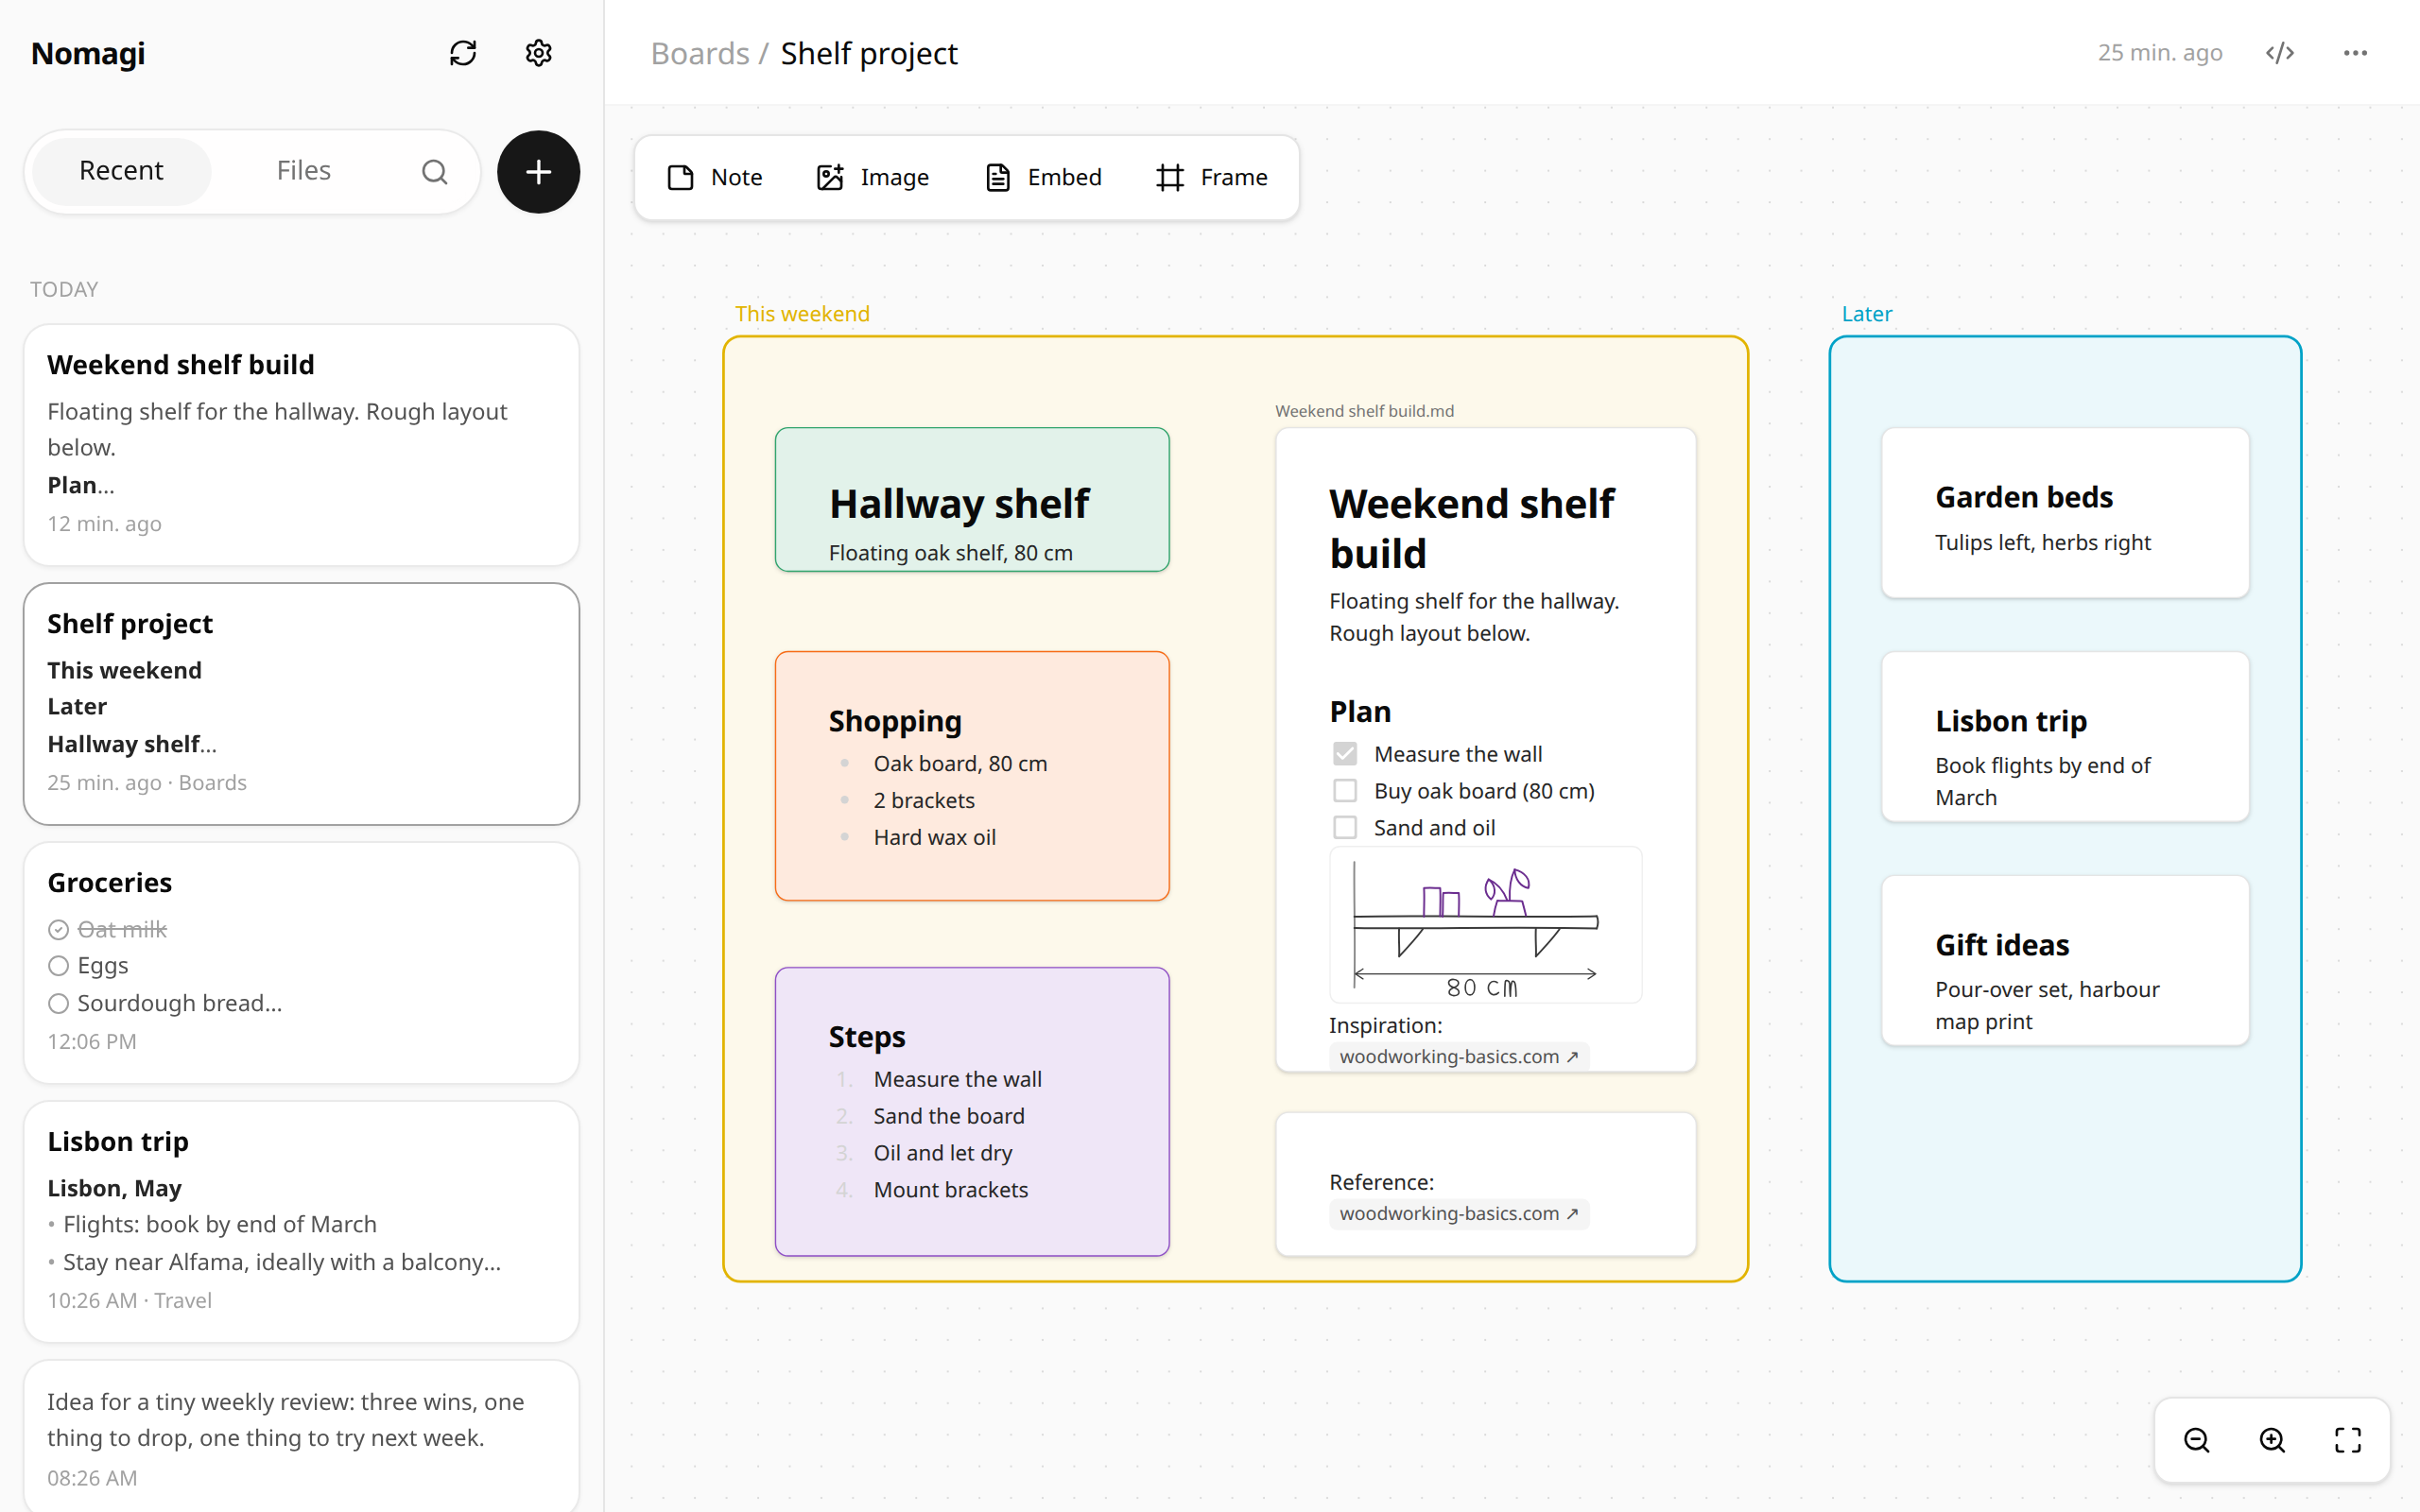 Nomagi
Recent
Files
TODAY
Weekend shelf build
Floating shelf for the hallway. Rough layout
below.
Plan...
12 min. ago
Shelf project
This weekend
Later
Hallway shelf...
25 min. ago · Boards
Groceries
Oat milk
Eggs
Sourdough bread...
12:06 PM
Lisbon trip
Lisbon, May
• Flights: book by end of March
• Stay near Alfama, ideally with a balcony...
10:26 AM · Travel
Idea for a tiny weekly review: three wins, one
thing to drop, one thing to try next week.
08:26 AM
Boards / Shelf project
25 min. ago
Note
Image
Embed
Frame
This weekend
Hallway shelf
Floating oak shelf, 80 cm
Shopping
• Oak board, 80 cm
• 2 brackets
• Hard wax oil
Steps
1. Measure the wall
2. Sand the board
3. Oil and let dry
4. Mount brackets
Weekend shelf build.md
Weekend shelf
build
Floating shelf for the hallway.
Rough layout below.
Plan
Measure the wall
Buy oak board (80 cm)
Sand and oil
80 CM
Inspiration:
woodworking-basics.com ↗
Reference:
woodworking-basics.com ↗
Later
Garden beds
Tulips left, herbs right
Lisbon trip
Book flights by end of
March
Gift ideas
Pour-over set, harbour
map print